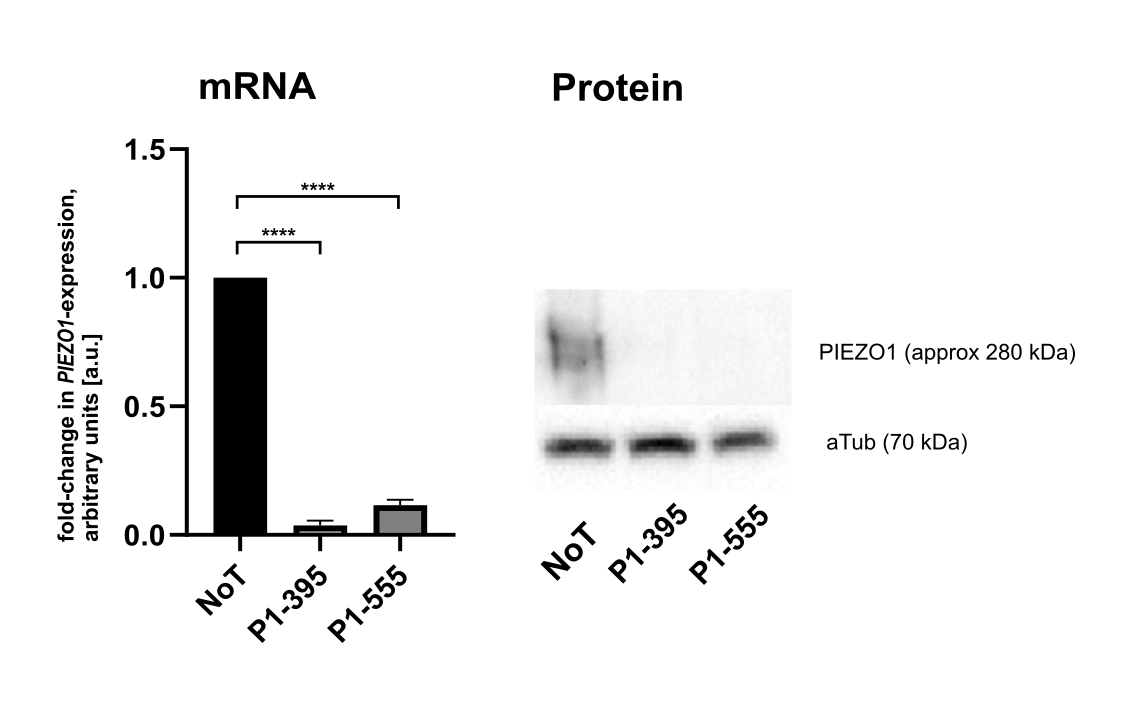 mRNA
Protein
fold-change in PIEZO1-expression,
arbitrary units [a.u.]
1.5
1.0
0.5
0.0
****
****
NoT
P1-395
P1-555
PIEZO1 (approx 280 kDa)
aTub (70 kDa)
NoT
P1-395
P1-555